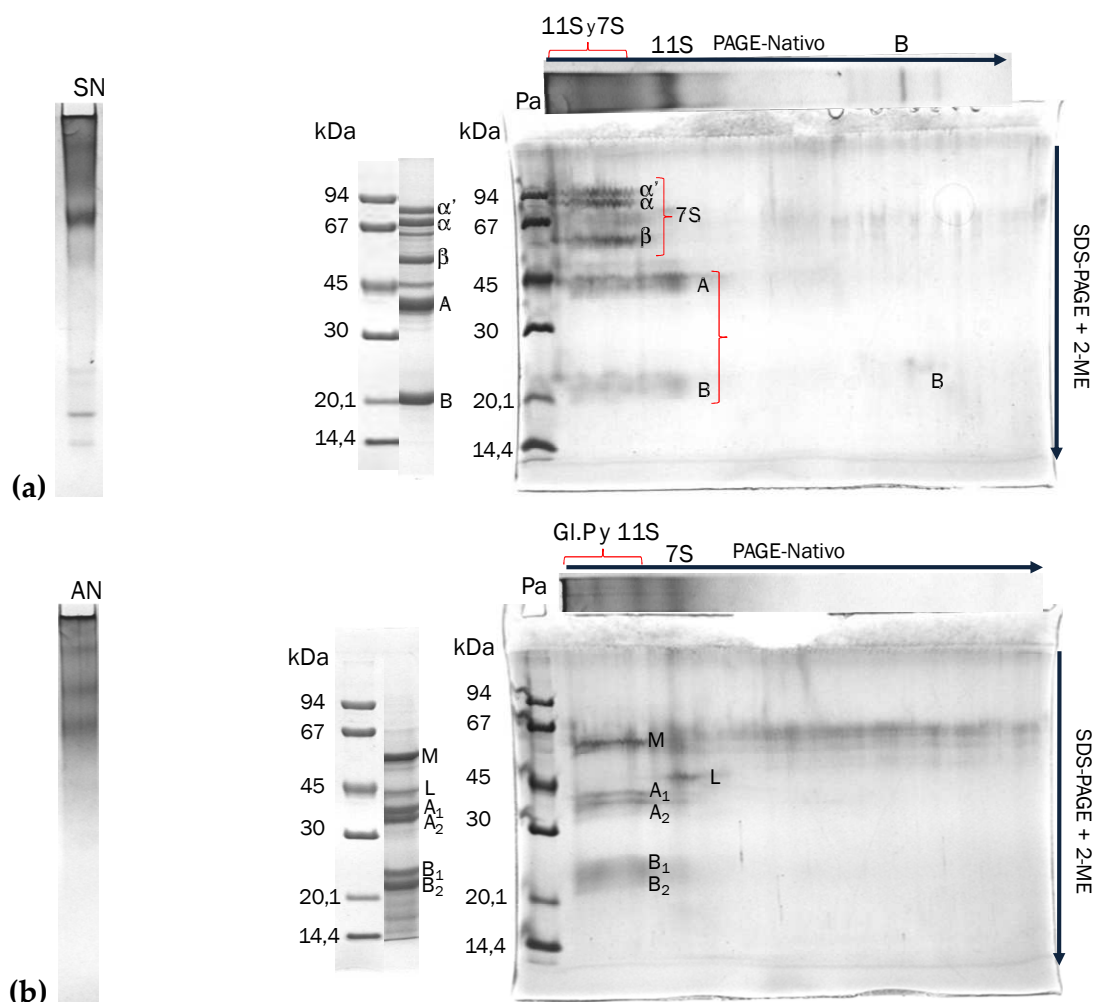 11S y 7S
11S
PAGE-Nativo
B
SN
Pa
kDa
kDa
94
67
45
30
20,1
14,4
α'
α
β
A
B
94
67
45
30
20,1
14,4
α'
α
β
7S
A
B
B
SDS-PAGE + 2-ME
(a)
Gl.P y 11S
7S
PAGE-Nativo
AN
Pa
kDa
kDa
94
67
45
30
20,1
14,4
M
L
A₁
A₂
B₁
B₂
94
67
45
30
20,1
14,4
M
L
A₁
A₂
B₁
B₂
SDS-PAGE + 2-ME
(b)